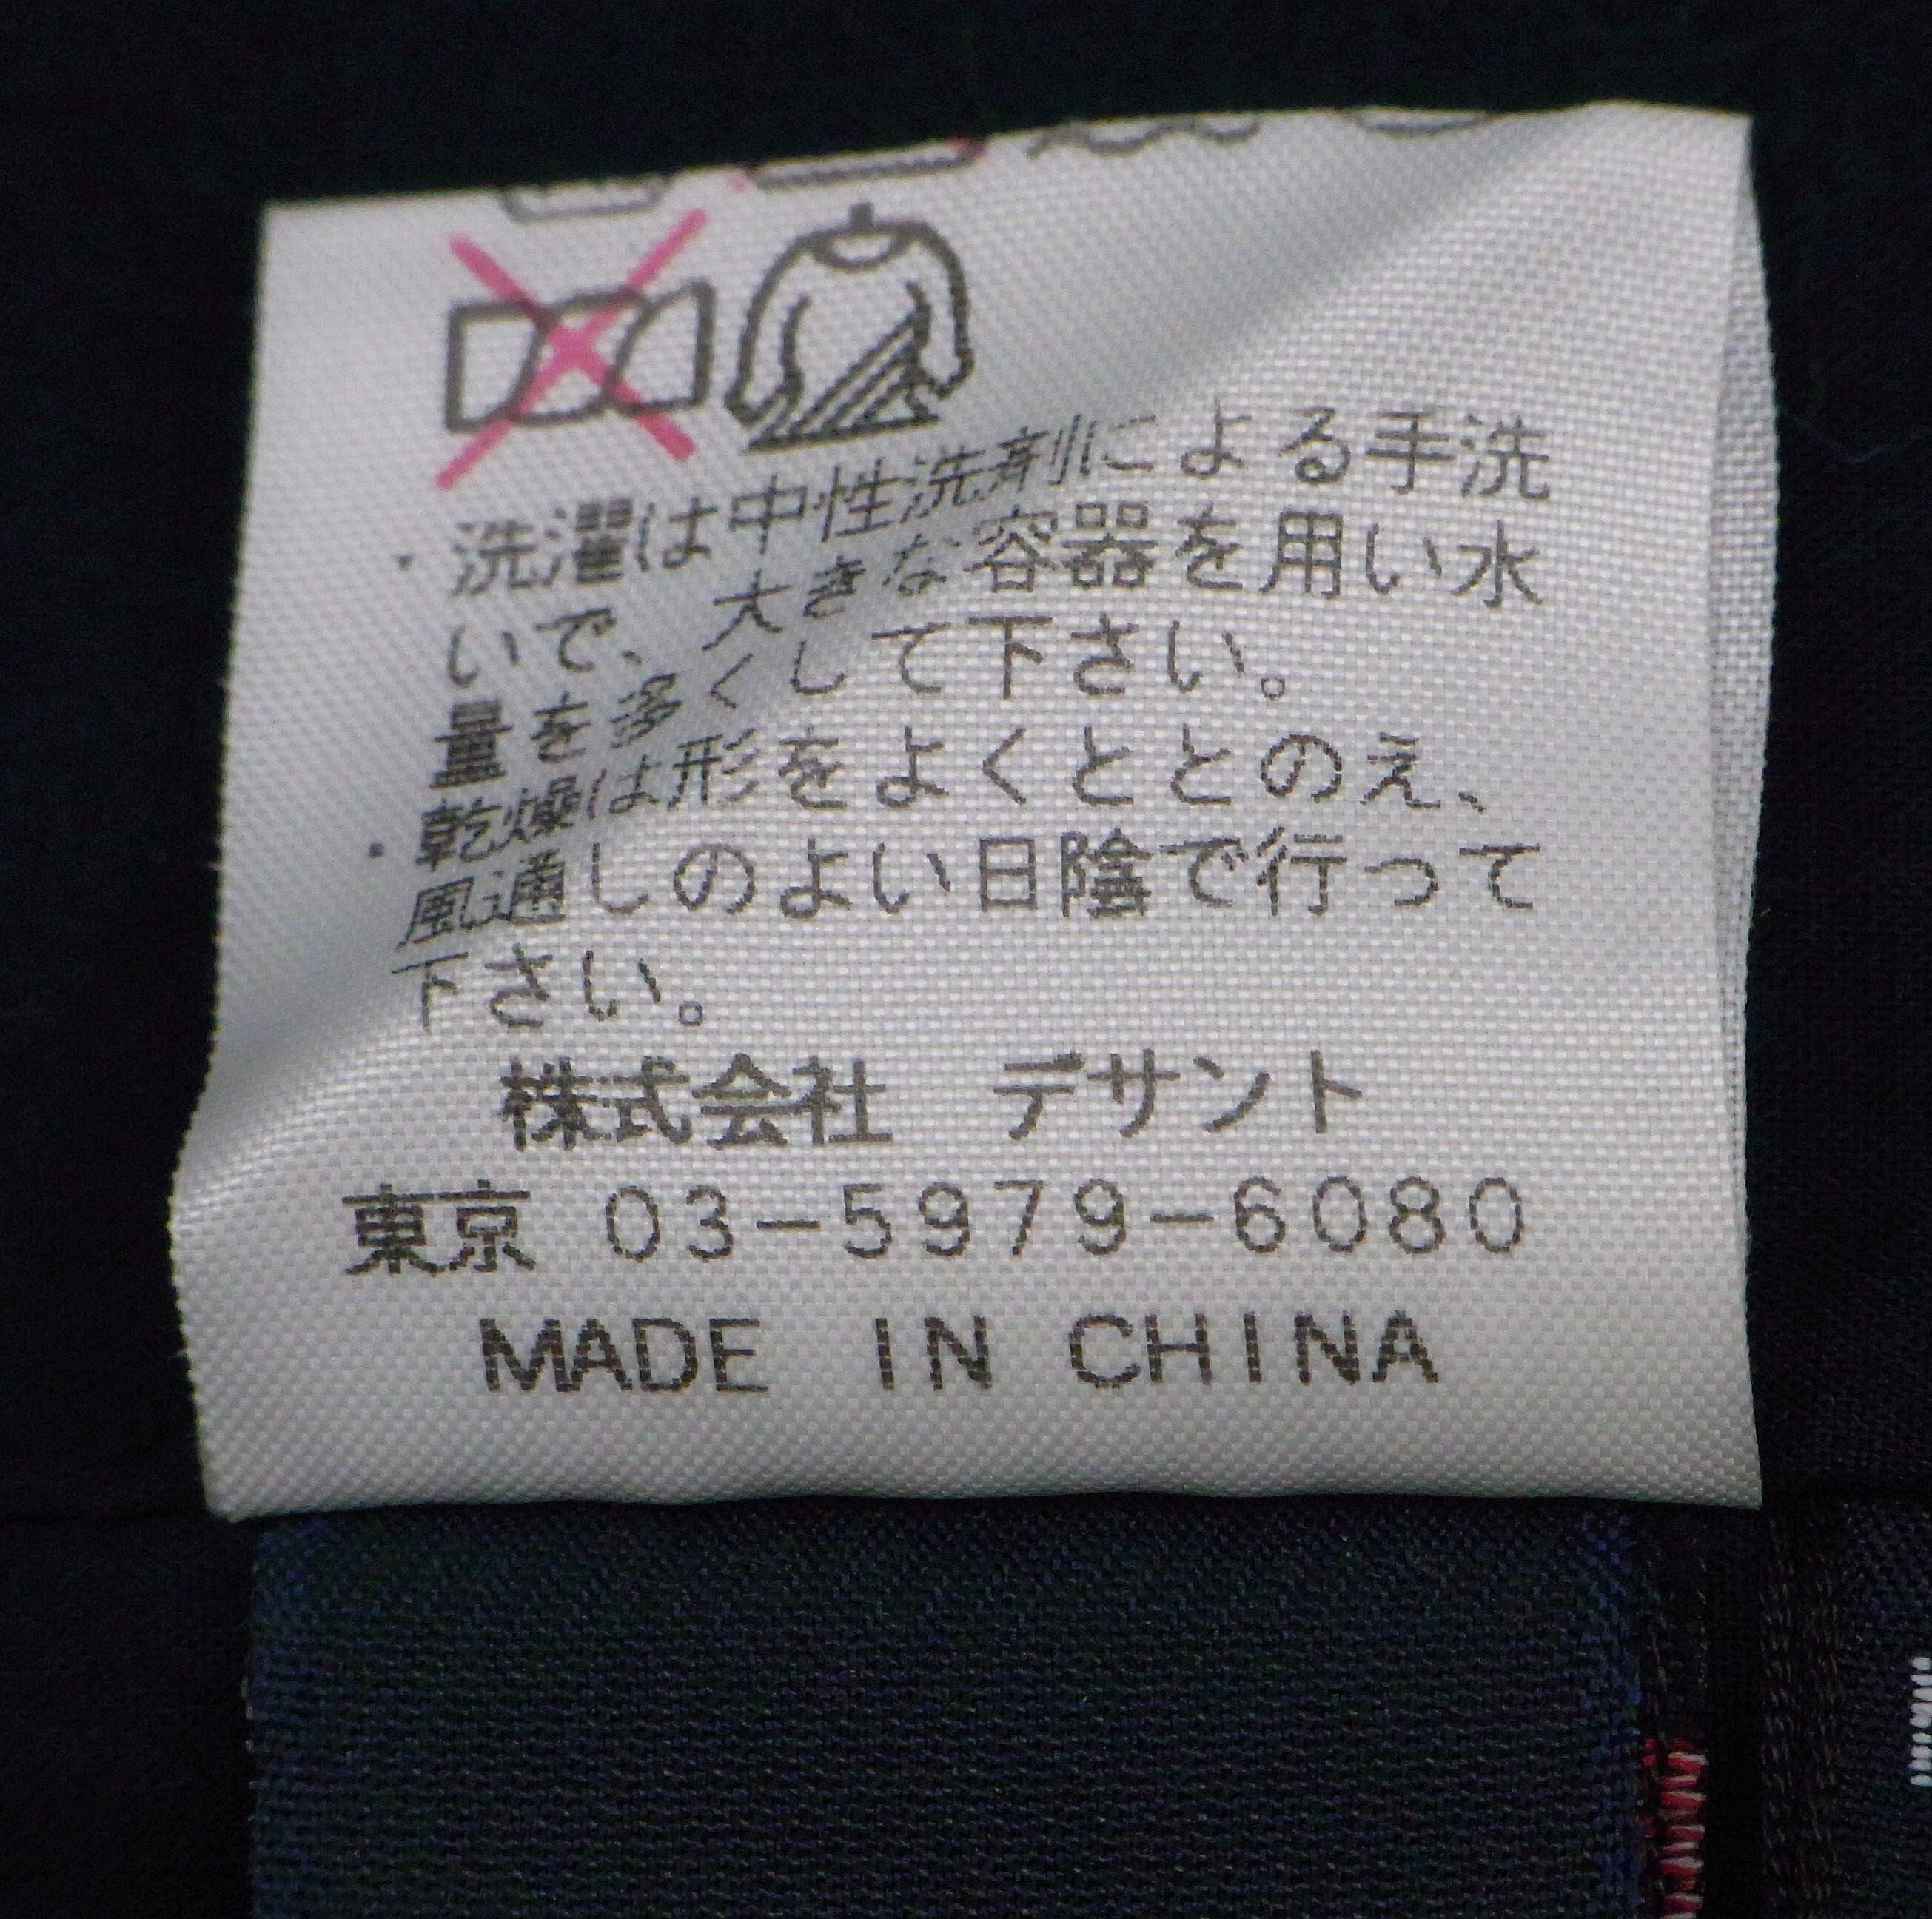 ・洗濯は中性洗剤による手洗
いで、大きな容器を用い水
量を多くして下さい。
・乾燥は形をよくととのえ、
風通しのよい日陰で行って
下さい。
株式会社 デサント
東京 03-5979-6080
MADE IN CHINA